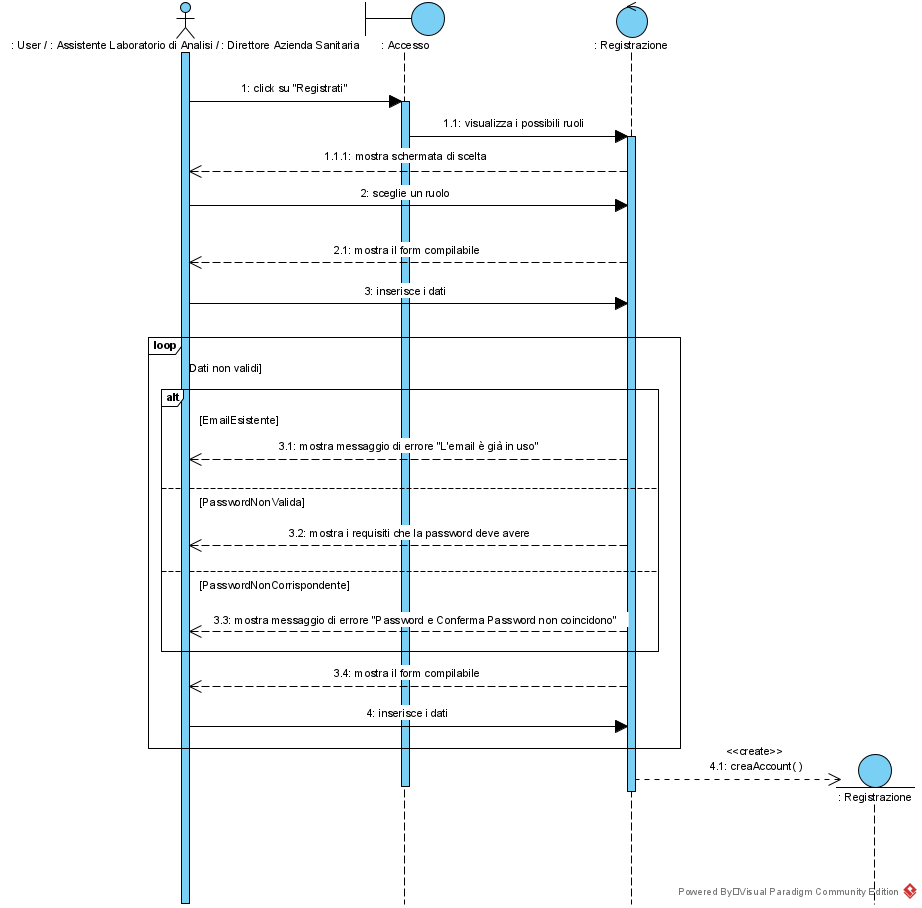 : User / : Assistente Laboratorio di Analisi / : Direttore Azienda Sanitaria
: Accesso
: Registrazione
1: click su "Registrati"
1.1: visualizza i possibili ruoli
1.1.1: mostra schermata di scelta
2: sceglie un ruolo
2.1: mostra il form compilabile
3: inserisce i dati
loop
Dati non validi]
alt
[EmailEsistente]
3.1: mostra messaggio di errore "L'email è già in uso"
[PasswordNonValida]
3.2: mostra i requisiti che la password deve avere
[PasswordNonCorrispondente]
3.3: mostra messaggio di errore "Password e Conferma Password non coincidono"
3.4: mostra il form compilabile
4: inserisce i dati
<<create>>
4.1: creaAccount( )
: Registrazione
Powered By Visual Paradigm Community Edition